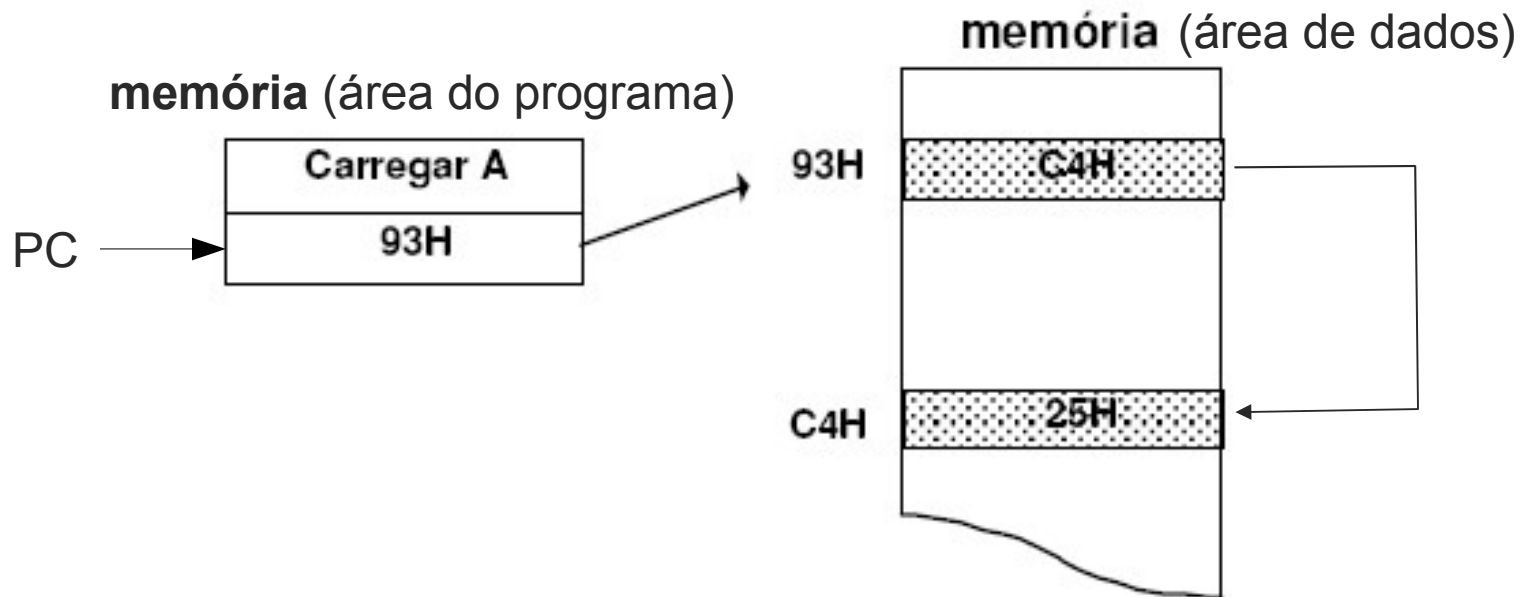 memória (área de dados)
memória (área do programa)
Carregar A
93H
C4H
PC
93H
C4H
25H